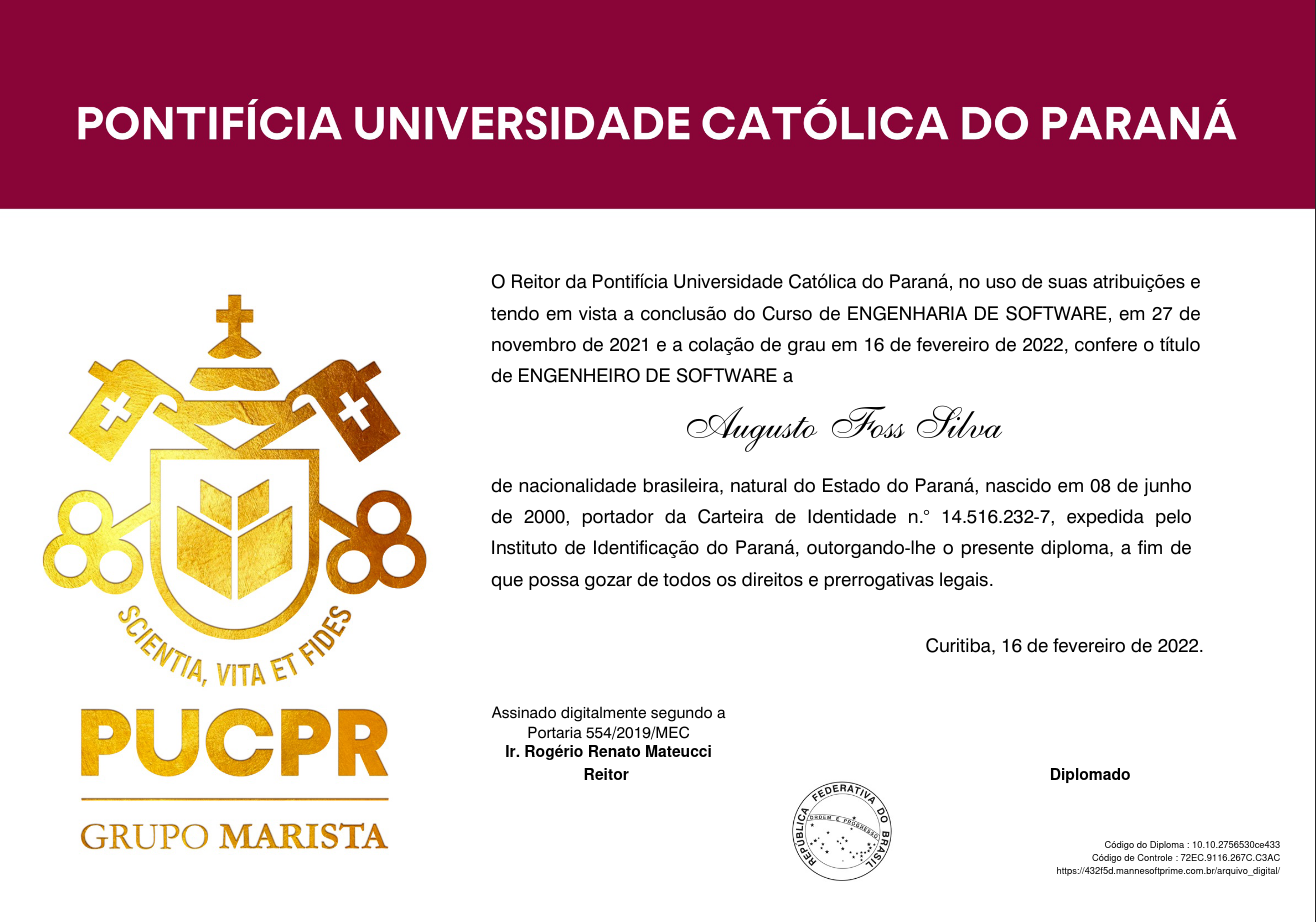 PONTIFÍCIA UNIVERSIDADE CATÓLICA DO PARANÁ
O Reitor da Pontifícia Universidade Católica do Paraná, no uso de suas atribuições e
tendo em vista a conclusão do Curso de ENGENHARIA DE SOFTWARE, em 27 de
novembro de 2021 e a colação de grau em 16 de fevereiro de 2022, confere o título
de ENGENHEIRO DE SOFTWARE a
Augusto Foss Silva
de nacionalidade brasileira, natural do Estado do Paraná, nascido em 08 de junho
de 2000, portador da Carteira de Identidade n.° 14.516.232-7, expedida pelo
Instituto de Identificação do Paraná, outorgando-lhe o presente diploma, a fim de
que possa gozar de todos os direitos e prerrogativas legais.
Curitiba, 16 de fevereiro de 2022.
SCIENTIA, VITA ET FIDES
PUCPR
GRUPO MARISTA
Assinado digitalmente segundo a
Portaria 554/2019/MEC
Ir. Rogério Renato Mateucci
Reitor
Diplomado
REPÚBLICA FEDERATIVA DO BRASIL
ORDEM E PROGRESSO
Código do Diploma : 10.10.2756530ce433
Código de Controle : 72EC.9116.267C.C3AC
https://432f5d.mannesoftprime.com.br/arquivo_digital/